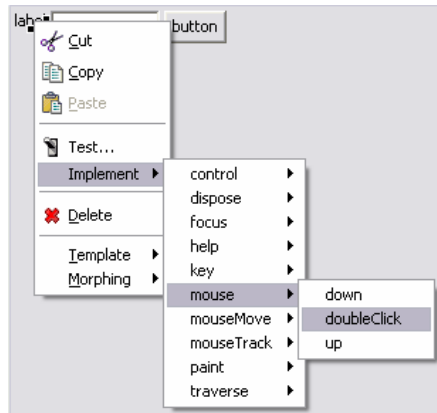 label
button
Cut
Copy
Paste
Test...
Implement
Delete
Template
Morphing
control
dispose
focus
help
key
mouse
mouseMove
mouseTrack
paint
traverse
down
doubleClick
up